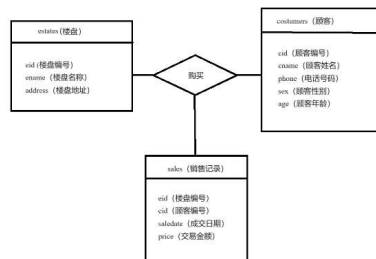 estates (楼盘)
eid (楼盘编号)
ename (楼盘名称)
address (楼盘地址)
购买
costumers (顾客)
cid (顾客编号)
cname (顾客姓名)
phone (电话号码)
sex (顾客性别)
age (顾客年龄)
sales (销售记录)
eid (楼盘编号)
cid (顾客编号)
saledate (成交日期)
price (交易金额)